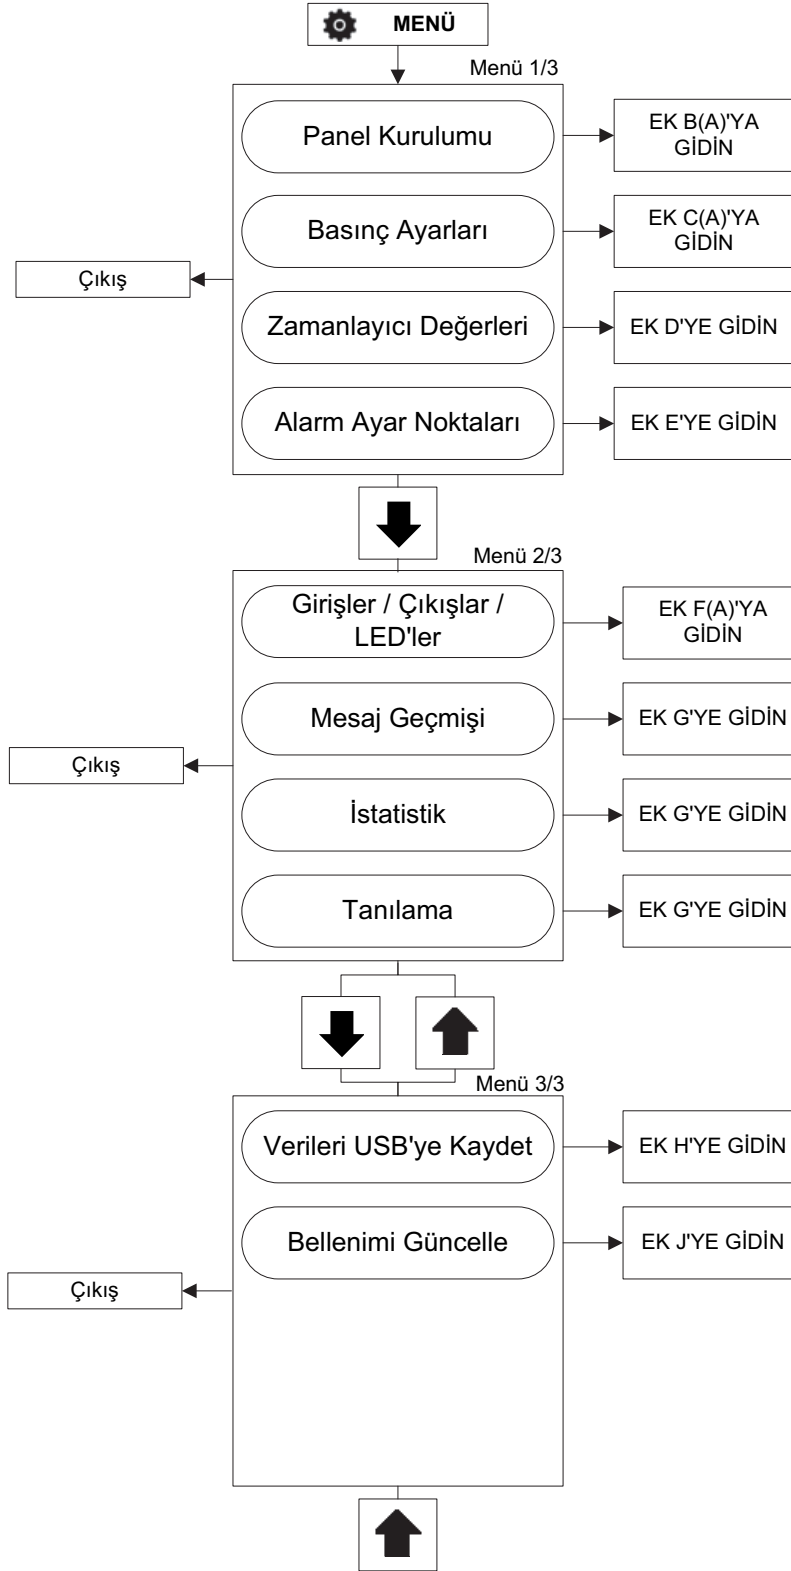 MENÜ
Menü 1/3
Panel Kurulumu
EK B(A)'YA
GİDİN
Basınç Ayarları
EK C(A)'YA
GİDİN
Çıkış
Zamanlayıcı Değerleri
EK D'YE GİDİN
Alarm Ayar Noktaları
EK E'YE GİDİN
Menü 2/3
Girişler / Çıkışlar /
LED'ler
EK F(A)'YA
GİDİN
Mesaj Geçmişi
EK G'YE GİDİN
Çıkış
İstatistik
EK G'YE GİDİN
Tanılama
EK G'YE GİDİN
Menü 3/3
Verileri USB'ye Kaydet
EK H'YE GİDİN
Bellenimi Güncelle
EK J'YE GİDİN
Çıkış